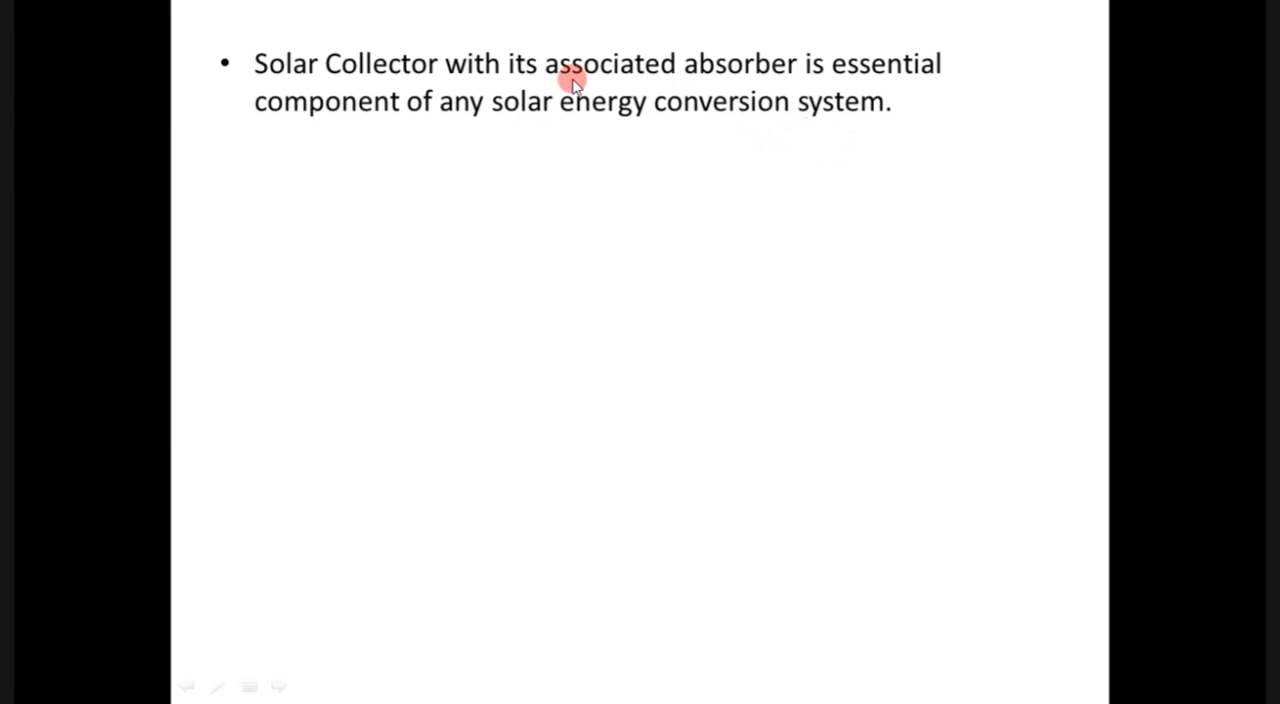 • Solar Collector with its associated absorber is essential
component of any solar energy conversion system.